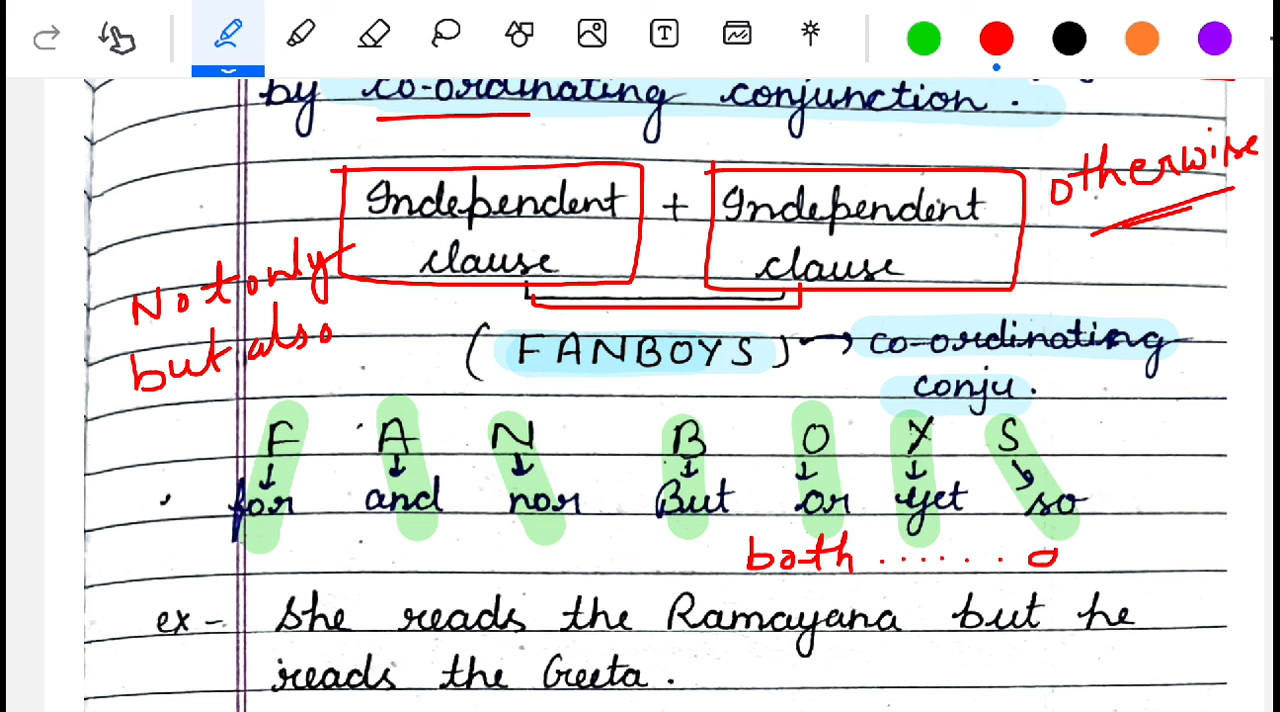 by co-ordinating conjunction.
otherwise
Independent + Independent
clause clause
Not only
but also
(FANBOYS) → co-ordinating
conju.
F A N B O Y S
for and nor But or yet so
both . . . . . .
ex - She reads the Ramayana but he
reads the Geeta.